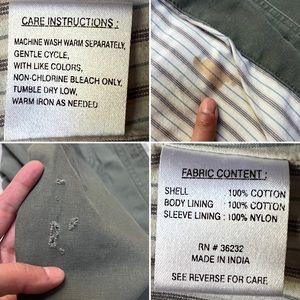 CARE INSTRUCTIONS :
MACHINE WASH WARM SEPARATELY,
GENTLE CYCLE,
WITH LIKE COLORS,
NON-CHLORINE BLEACH ONLY,
TUMBLE DRY LOW,
WARM IRON AS NEEDED
FABRIC CONTENT :
SHELL : 100% COTTON
BODY LINING : 100% COTTON
SLEEVE LINING : 100% NYLON
RN # 36232
MADE IN INDIA
SEE REVERSE FOR CARE